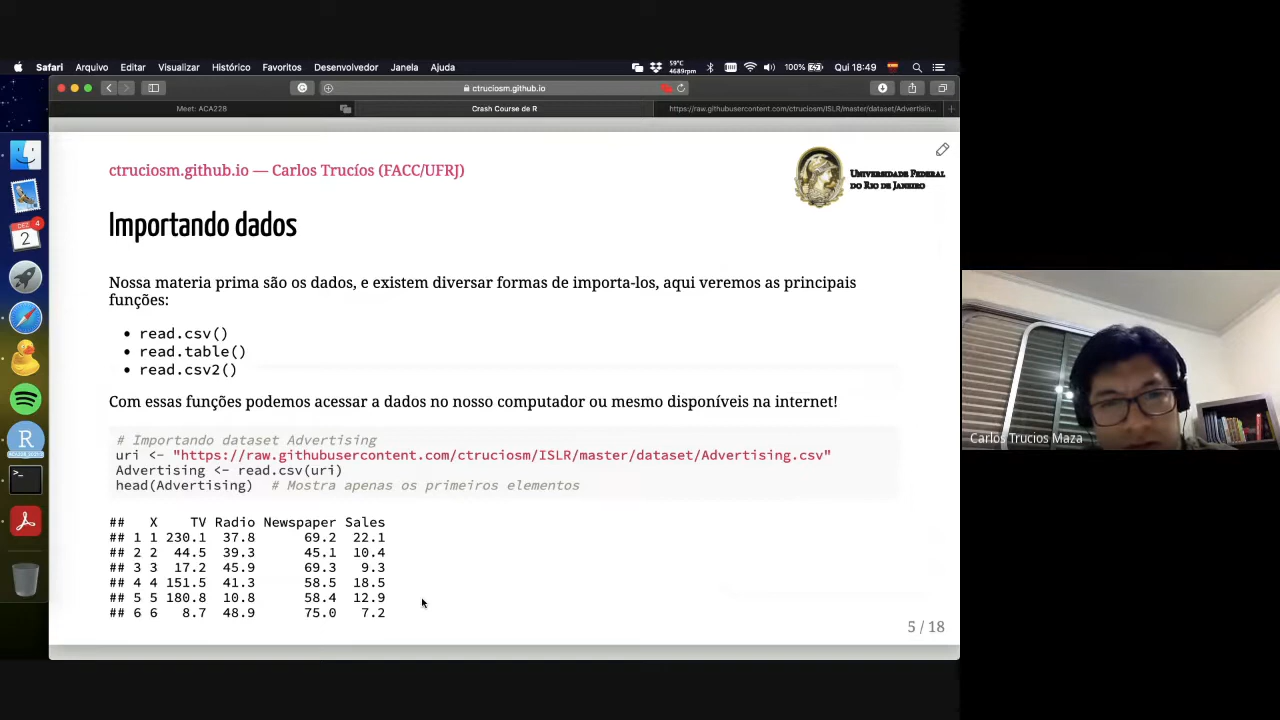 Safari Arquivo Editar Visualizar Histórico Favoritos Desenvolvedor Janela Ajuda 59°C 4689rpm 100% Qui 18:49
ctruciosm.github.io
Meet: ACA228 Crash Course de R https://raw.githubusercontent.com/ctruciosm/ISLR/master/dataset/Advertisin...
ctruciosm.github.io — Carlos Trucíos (FACC/UFRJ)
Universidade Federal
do Rio de Janeiro
Importando dados
Nossa materia prima são os dados, e existem diversar formas de importa-los, aqui veremos as principais
funções:
• read.csv()
• read.table()
• read.csv2()
Com essas funções podemos acessar a dados no nosso computador ou mesmo disponíveis na internet!
# Importando dataset Advertising
uri <- "https://raw.githubusercontent.com/ctruciosm/ISLR/master/dataset/Advertising.csv"
Advertising <- read.csv(uri)
head(Advertising) # Mostra apenas os primeiros elementos
## X TV Radio Newspaper Sales
## 1 1 230.1 37.8 69.2 22.1
## 2 2 44.5 39.3 45.1 10.4
## 3 3 17.2 45.9 69.3 9.3
## 4 4 151.5 41.3 58.5 18.5
## 5 5 180.8 10.8 58.4 12.9
## 6 6 8.7 48.9 75.0 7.2
5 / 18
Carlos Trucios Maza
DEZ 4
2
R